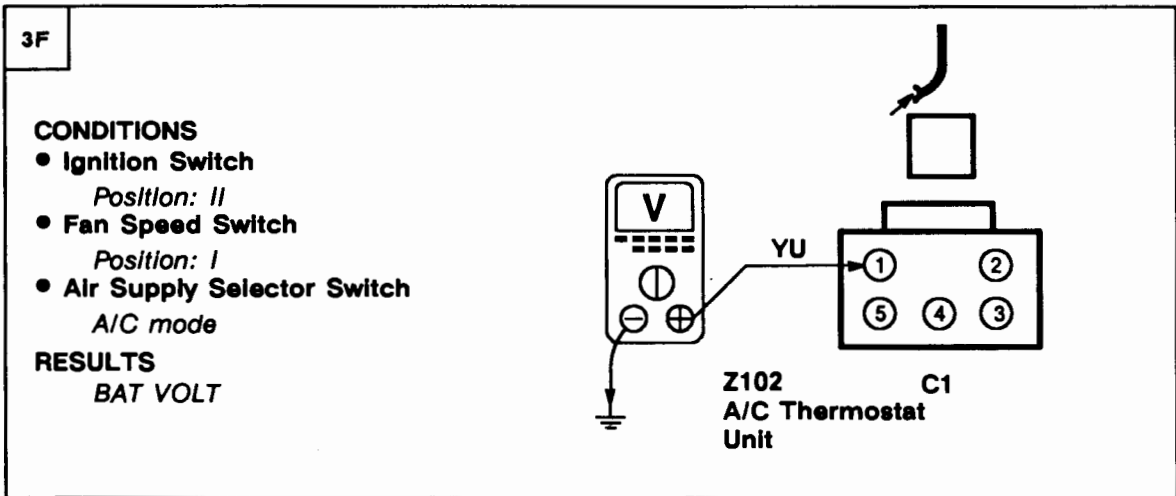 3F
CONDITIONS
● Ignition Switch
Position: II
● Fan Speed Switch
Position: I
● Air Supply Selector Switch
A/C mode
RESULTS
BAT VOLT
V
YU
1
2
5
4
3
Z102
A/C Thermostat
Unit
C1